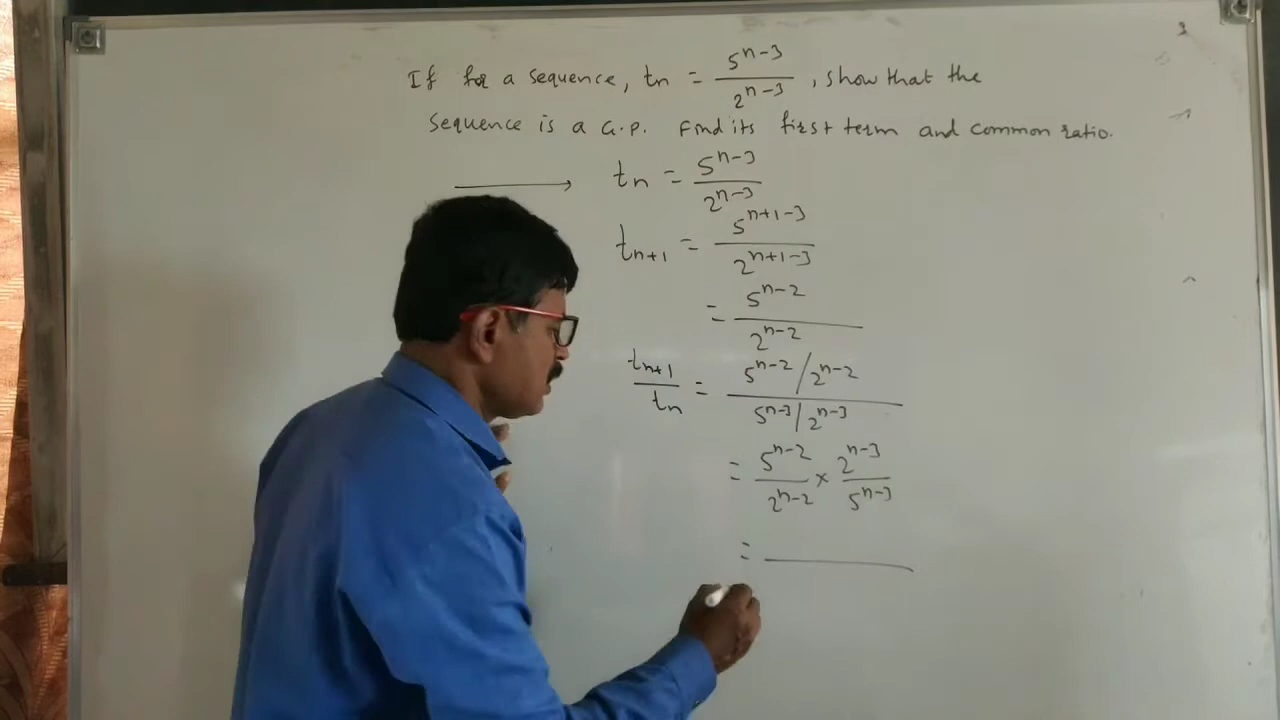 If for a sequence, tn = 5^(n-3) / 2^(n-3), show that the
sequence is a G.P. Find its first term and common ratio.
→ tn = 5^(n-3) / 2^(n-3)
t(n+1) = 5^(n+1-3) / 2^(n+1-3)
= 5^(n-2) / 2^(n-2)
t(n+1) / tn = (5^(n-2) / 2^(n-2)) / (5^(n-3) / 2^(n-3))
= 5^(n-2) / 2^(n-2) × 2^(n-3) / 5^(n-3)
=